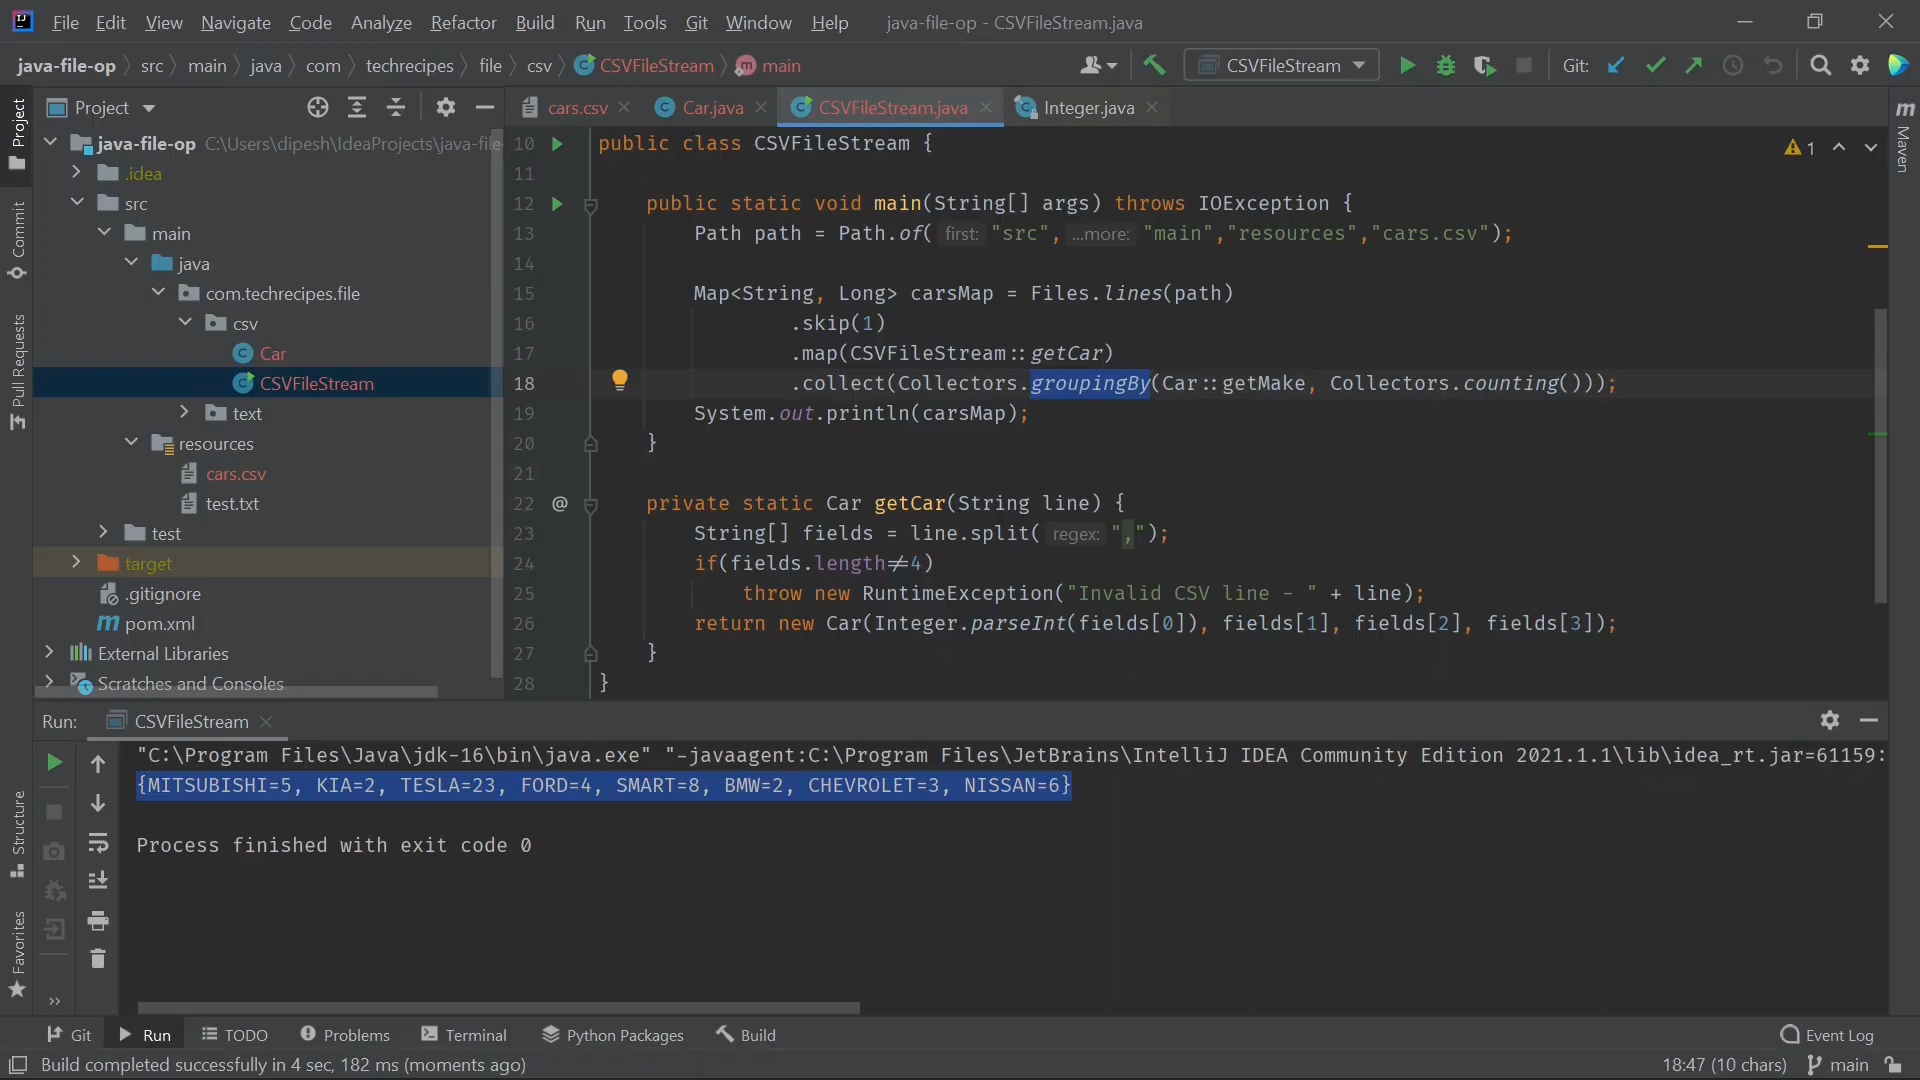 File Edit View Navigate Code Analyze Refactor Build Run Tools Git Window Help java-file-op - CSVFileStream.java
java-file-op src main java com techrecipes file csv CSVFileStream main CSVFileStream Git:
Project
cars.csv Car.java CSVFileStream.java Integer.java
java-file-op C:\Users\dipesh\IdeaProjects\java-file-
.idea
src
main
java
com.techrecipes.file
csv
Car
CSVFileStream
text
resources
cars.csv
test.txt
test
target
.gitignore
pom.xml
External Libraries
Scratches and Consoles
10 public class CSVFileStream {
11
12 public static void main(String[] args) throws IOException {
13 Path path = Path.of( first: "src", ...more: "main","resources","cars.csv");
14
15 Map<String, Long> carsMap = Files.lines(path)
16 .skip(1)
17 .map(CSVFileStream::getCar)
18 .collect(Collectors.groupingBy(Car::getMake, Collectors.counting()));
19 System.out.println(carsMap);
20 }
21
22 @ private static Car getCar(String line) {
23 String[] fields = line.split( regex: ",");
24 if(fields.length≠4)
25 throw new RuntimeException("Invalid CSV line - " + line);
26 return new Car(Integer.parseInt(fields[0]), fields[1], fields[2], fields[3]);
27 }
28 }
1
m Maven
Project
Commit
Pull Requests
Structure
Favorites
Run: CSVFileStream
"C:\Program Files\Java\jdk-16\bin\java.exe" "-javaagent:C:\Program Files\JetBrains\IntelliJ IDEA Community Edition 2021.1.1\lib\idea_rt.jar=61159:
{MITSUBISHI=5, KIA=2, TESLA=23, FORD=4, SMART=8, BMW=2, CHEVROLET=3, NISSAN=6}
Process finished with exit code 0
Git Run TODO Problems Terminal Python Packages Build Event Log
Build completed successfully in 4 sec, 182 ms (moments ago) 18:47 (10 chars) main